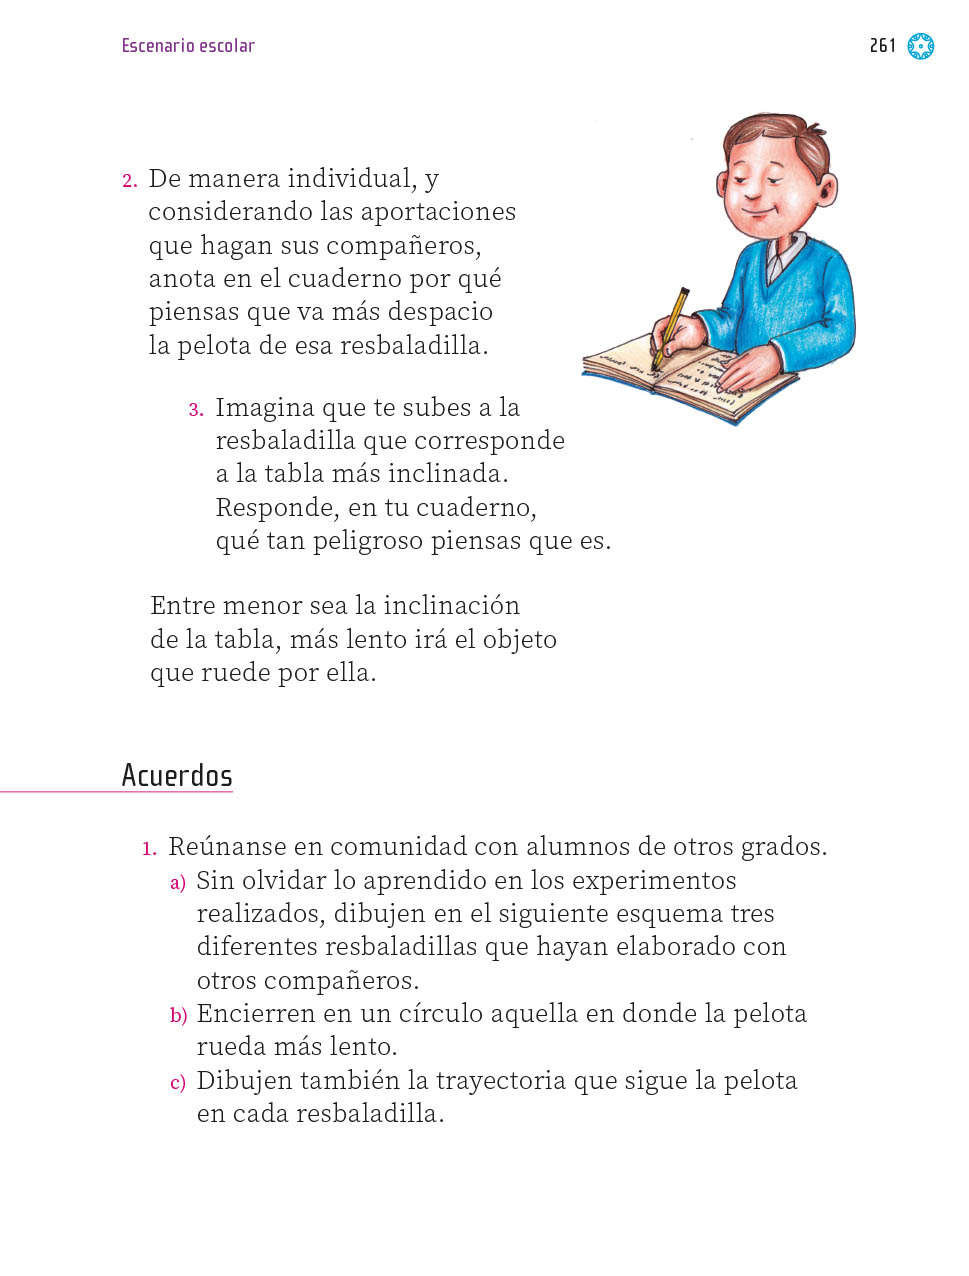 Escenario escolar
261
2. De manera individual, y
considerando las aportaciones
que hagan sus compañeros,
anota en el cuaderno por qué
piensas que va más despacio
la pelota de esa resbaladilla.
3. Imagina que te subes a la
resbaladilla que corresponde
a la tabla más inclinada.
Responde, en tu cuaderno,
qué tan peligroso piensas que es.
Entre menor sea la inclinación
de la tabla, más lento irá el objeto
que ruede por ella.
Acuerdos
1. Reúnanse en comunidad con alumnos de otros grados.
a) Sin olvidar lo aprendido en los experimentos
realizados, dibujen en el siguiente esquema tres
diferentes resbaladillas que hayan elaborado con
otros compañeros.
b) Encierren en un círculo aquella en donde la pelota
rueda más lento.
c) Dibujen también la trayectoria que sigue la pelota
en cada resbaladilla.